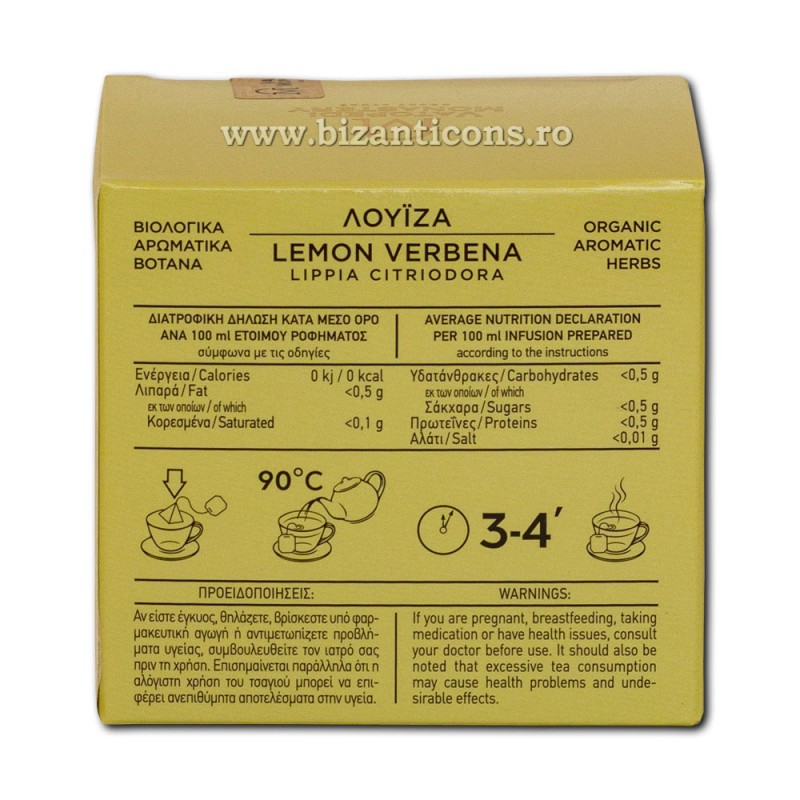 MONASTERY
www.bizanticons.ro
ΒΙΟΛΟΓΙΚΑ
ΑΡΩΜΑΤΙΚΑ
ΒΟΤΑΝΑ
ΛΟΥΪΖΑ
LEMON VERBENA
LIPPIA CITRIODORA
ORGANIC
AROMATIC
HERBS
ΔΙΑΤΡΟΦΙΚΗ ΔΗΛΩΣΗ ΚΑΤΑ ΜΕΣΟ ΟΡΟ
ΑΝΑ 100 ml ΕΤΟΙΜΟΥ ΡΟΦΗΜΑΤΟΣ
σύμφωνα με τις οδηγίες
AVERAGE NUTRITION DECLARATION
PER 100 ml INFUSION PREPARED
according to the instructions
Ενέργεια/Calories 0 kj / 0 kcal
Λιπαρά/Fat <0,5 g
εκ των οποίων / of which
Κορεσμένα/Saturated <0,1 g
Υδατάνθρακες/Carbohydrates <0,5 g
εκ των οποίων/of which
Σάκχαρα/Sugars <0,5 g
Πρωτεΐνες/Proteins <0,5 g
Αλάτι/Salt <0,01 g
90°C
3-4′
ΠΡΟΕΙΔΟΠΟΙΗΣΕΙΣ:
Αν είστε έγκυος, θηλάζετε, βρίσκεστε υπό φαρ-
μακευτική αγωγή ή αντιμετωπίζετε προβλή-
ματα υγείας, συμβουλευθείτε τον ιατρό σας
πριν τη χρήση. Επισημαίνεται παράλληλα ότι η
αλόγιστη χρήση του τσαγιού μπορεί να επι-
φέρει ανεπιθύμητα αποτελέσματα στην υγεία.
WARNINGS:
If you are pregnant, breastfeeding, taking
medication or have health issues, consult
your doctor before use. It should also be
noted that excessive tea consumption
may cause health problems and unde-
sirable effects.